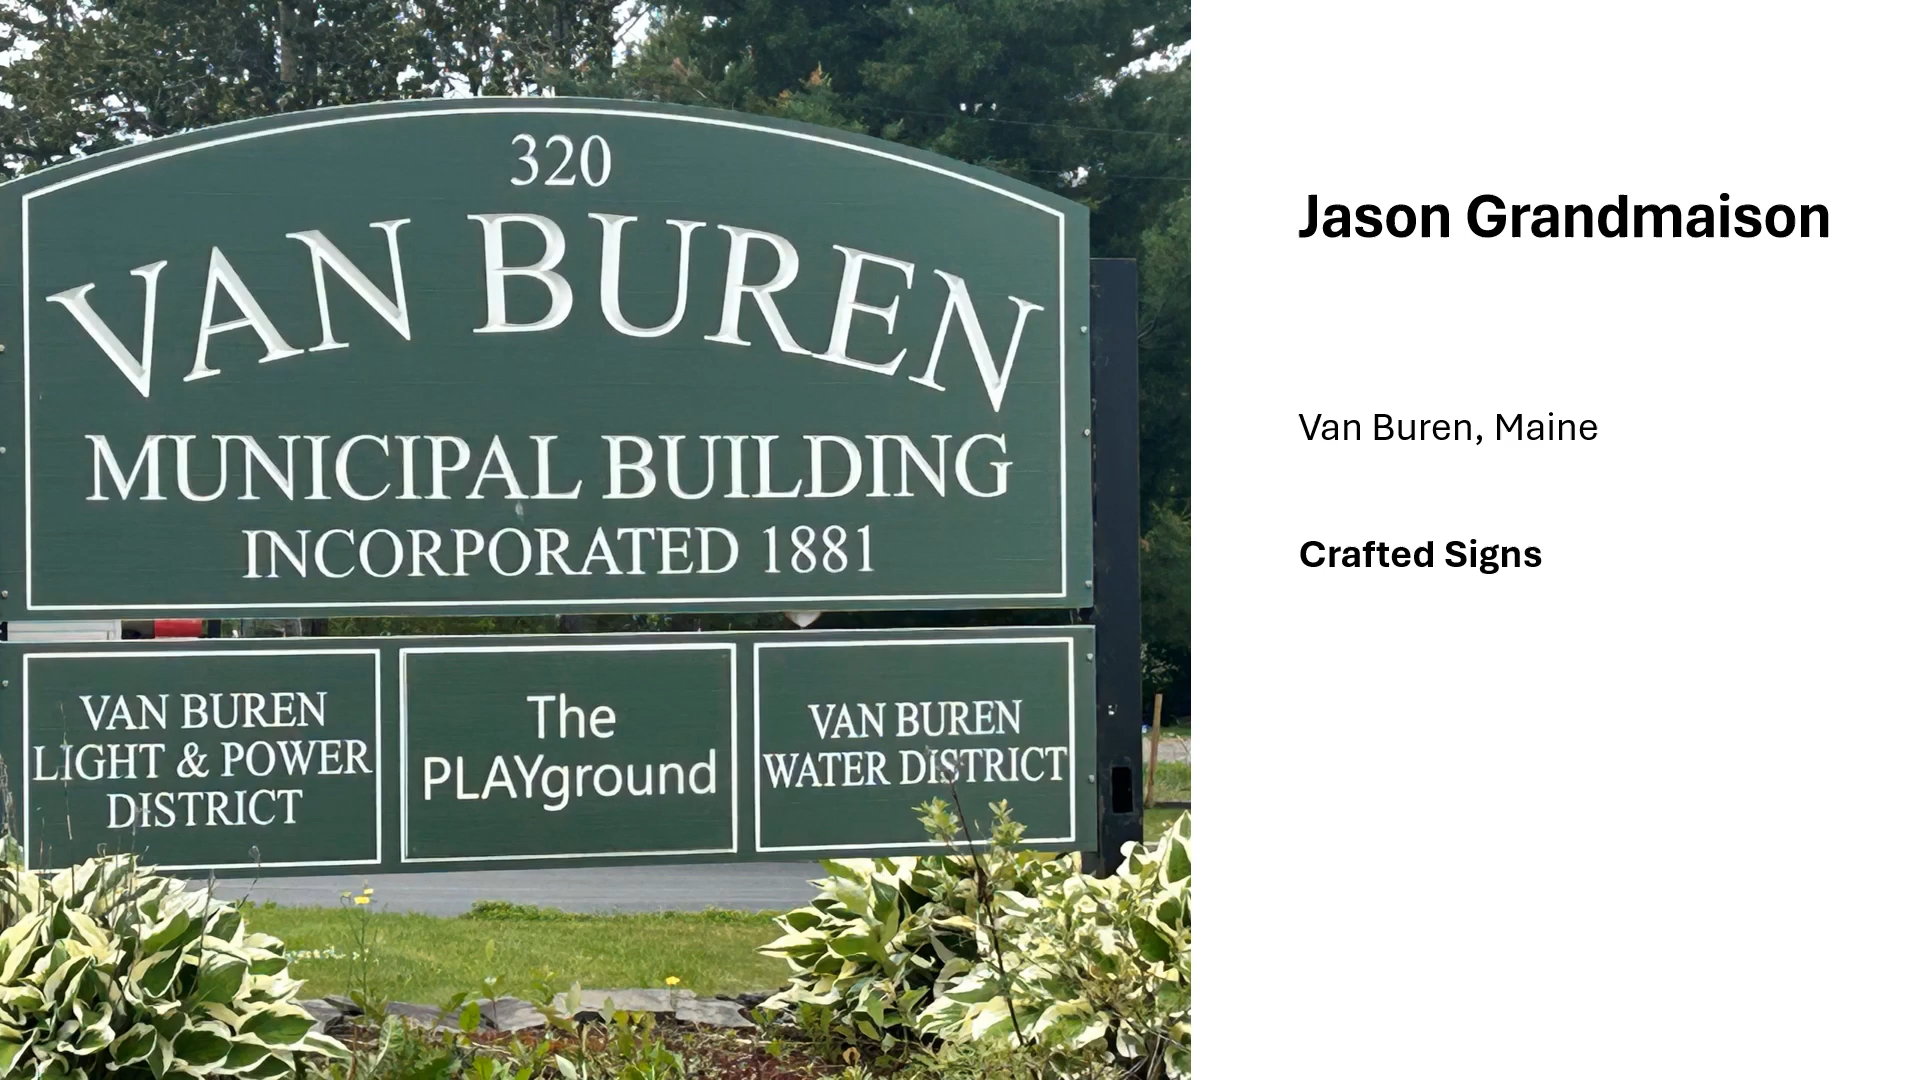 320
VAN BUREN
MUNICIPAL BUILDING
INCORPORATED 1881
VAN BUREN
LIGHT & POWER
DISTRICT
The
PLAYground
VAN BUREN
WATER DISTRICT
Jason Grandmaison
Van Buren, Maine
Crafted Signs